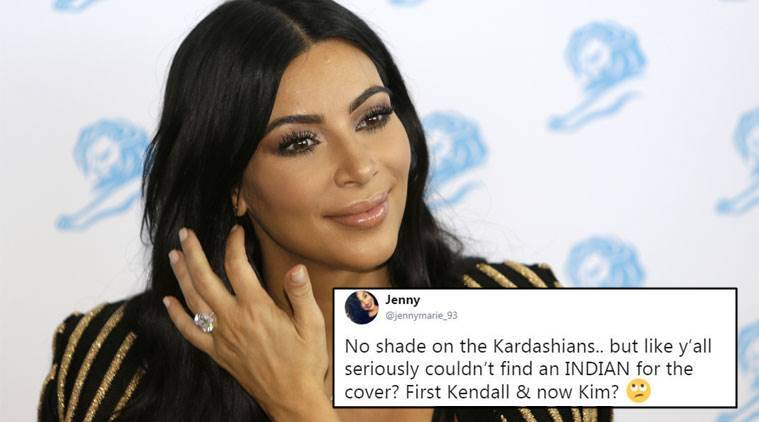 Jenny
@jennymarie_93
No shade on the Kardashians.. but like y'all
seriously couldn't find an INDIAN for the
cover? First Kendall & now Kim? 🙄